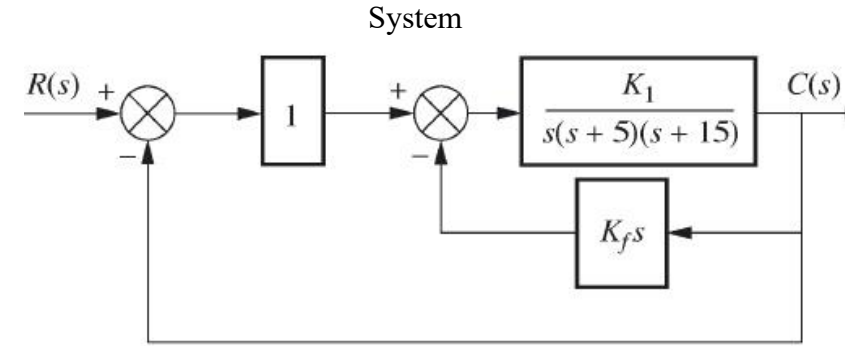 System
R(s) + − 1 + − K₁ / s(s + 5)(s + 15) C(s)
K_f s